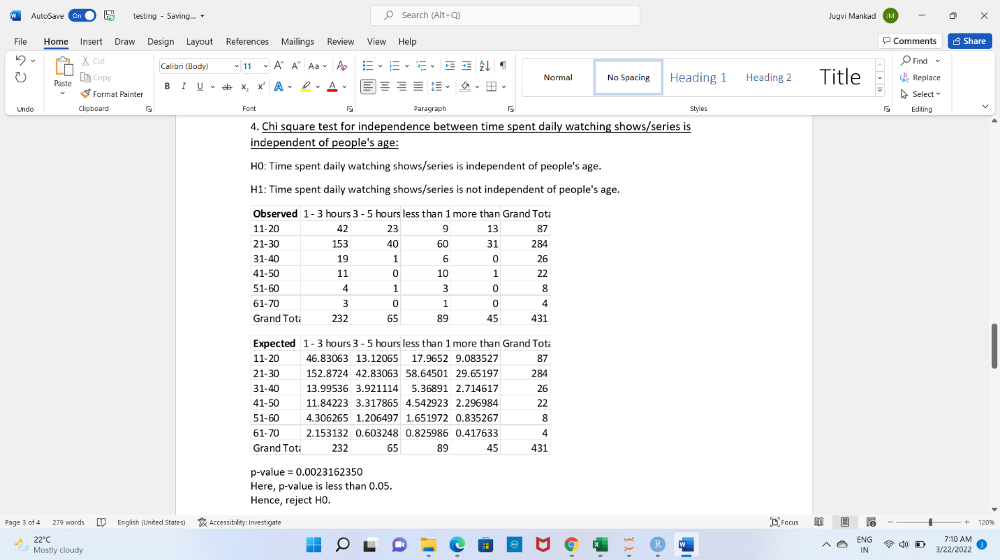 AutoSave On testing - Saving... Search (Alt+Q) Jugvi Mankad JM
File Home Insert Draw Design Layout References Mailings Review View Help Comments Share
Paste Cut Copy Format Painter
Calibri (Body) 11
Normal No Spacing Heading 1 Heading 2 Title
Find Replace Select
Undo Clipboard Font Paragraph Styles Editing
4. Chi square test for independence between time spent daily watching shows/series is
independent of people's age:
H0: Time spent daily watching shows/series is independent of people's age.
H1: Time spent daily watching shows/series is not independent of people's age.
Observed 1 - 3 hours 3 - 5 hours less than 1 more than Grand Tota
11-20 42 23 9 13 87
21-30 153 40 60 31 284
31-40 19 1 6 0 26
41-50 11 0 10 1 22
51-60 4 1 3 0 8
61-70 3 0 1 0 4
Grand Tota 232 65 89 45 431
Expected 1 - 3 hours 3 - 5 hours less than 1 more than Grand Tota
11-20 46.83063 13.12065 17.9652 9.083527 87
21-30 152.8724 42.83063 58.64501 29.65197 284
31-40 13.99536 3.921114 5.36891 2.714617 26
41-50 11.84223 3.317865 4.542923 2.296984 22
51-60 4.306265 1.206497 1.651972 0.835267 8
61-70 2.153132 0.603248 0.825986 0.417633 4
Grand Tota 232 65 89 45 431
p-value = 0.0023162350
Here, p-value is less than 0.05.
Hence, reject H0.
Page 3 of 4 279 words English (United States) Accessibility: Investigate Focus 120%
22°C
Mostly cloudy
ENG
IN
7:10 AM
3/22/2022
3